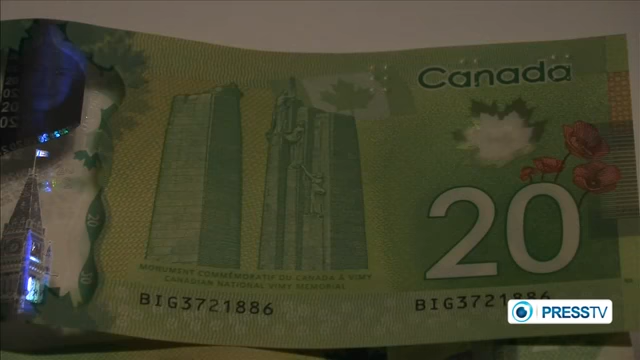 Canada
20
MONUMENT COMMÉMORATIF DU CANADA À VIMY
CANADIAN NATIONAL VIMY MEMORIAL
BIG3721886
BIG3721886
PRESSTV